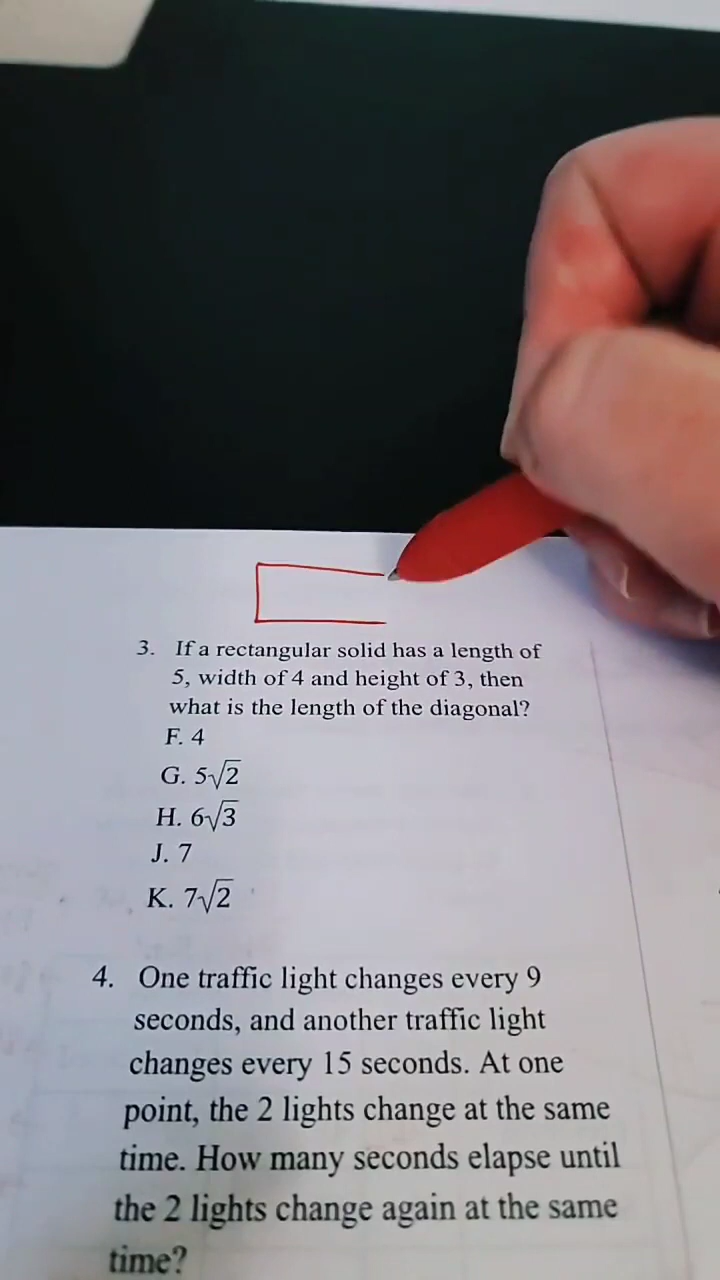 3. If a rectangular solid has a length of
5, width of 4 and height of 3, then
what is the length of the diagonal?
F. 4
G. 5√2
H. 6√3
J. 7
K. 7√2
4. One traffic light changes every 9
seconds, and another traffic light
changes every 15 seconds. At one
point, the 2 lights change at the same
time. How many seconds elapse until
the 2 lights change again at the same
time?